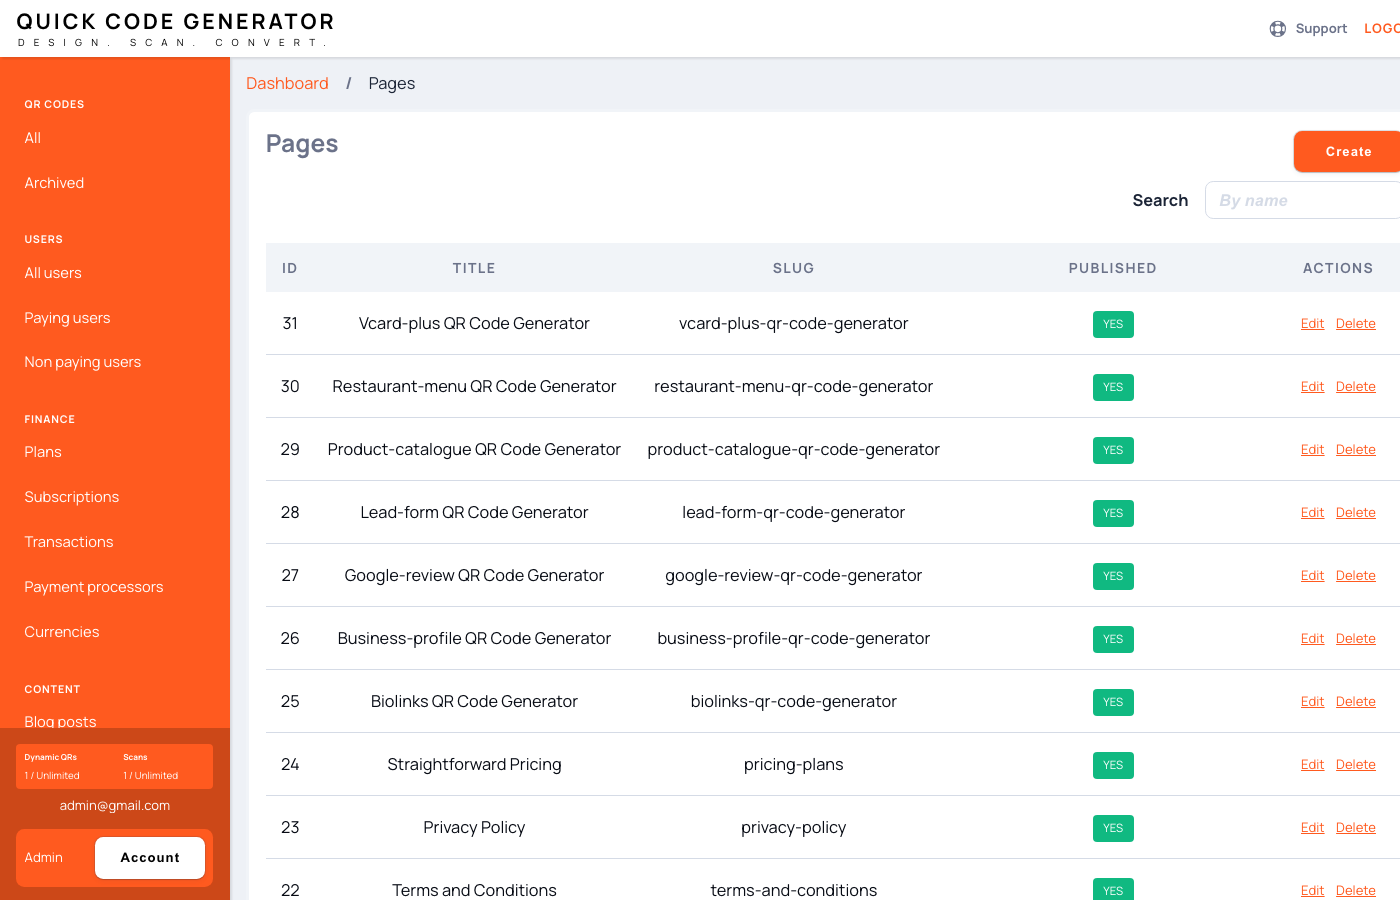 QUICK CODE GENERATOR
DESIGN. SCAN. CONVERT.
Support
LOGO
Dashboard / Pages
QR CODES
All
Archived
USERS
All users
Paying users
Non paying users
FINANCE
Plans
Subscriptions
Transactions
Payment processors
Currencies
CONTENT
Blog posts
Dynamic QRs Scans
1 / Unlimited 1 / Unlimited
admin@gmail.com
Admin Account
Pages
Create
Search By name
ID TITLE SLUG PUBLISHED ACTIONS
31 Vcard-plus QR Code Generator vcard-plus-qr-code-generator YES Edit Delete
30 Restaurant-menu QR Code Generator restaurant-menu-qr-code-generator YES Edit Delete
29 Product-catalogue QR Code Generator product-catalogue-qr-code-generator YES Edit Delete
28 Lead-form QR Code Generator lead-form-qr-code-generator YES Edit Delete
27 Google-review QR Code Generator google-review-qr-code-generator YES Edit Delete
26 Business-profile QR Code Generator business-profile-qr-code-generator YES Edit Delete
25 Biolinks QR Code Generator biolinks-qr-code-generator YES Edit Delete
24 Straightforward Pricing pricing-plans YES Edit Delete
23 Privacy Policy privacy-policy YES Edit Delete
22 Terms and Conditions terms-and-conditions YES Edit Delete